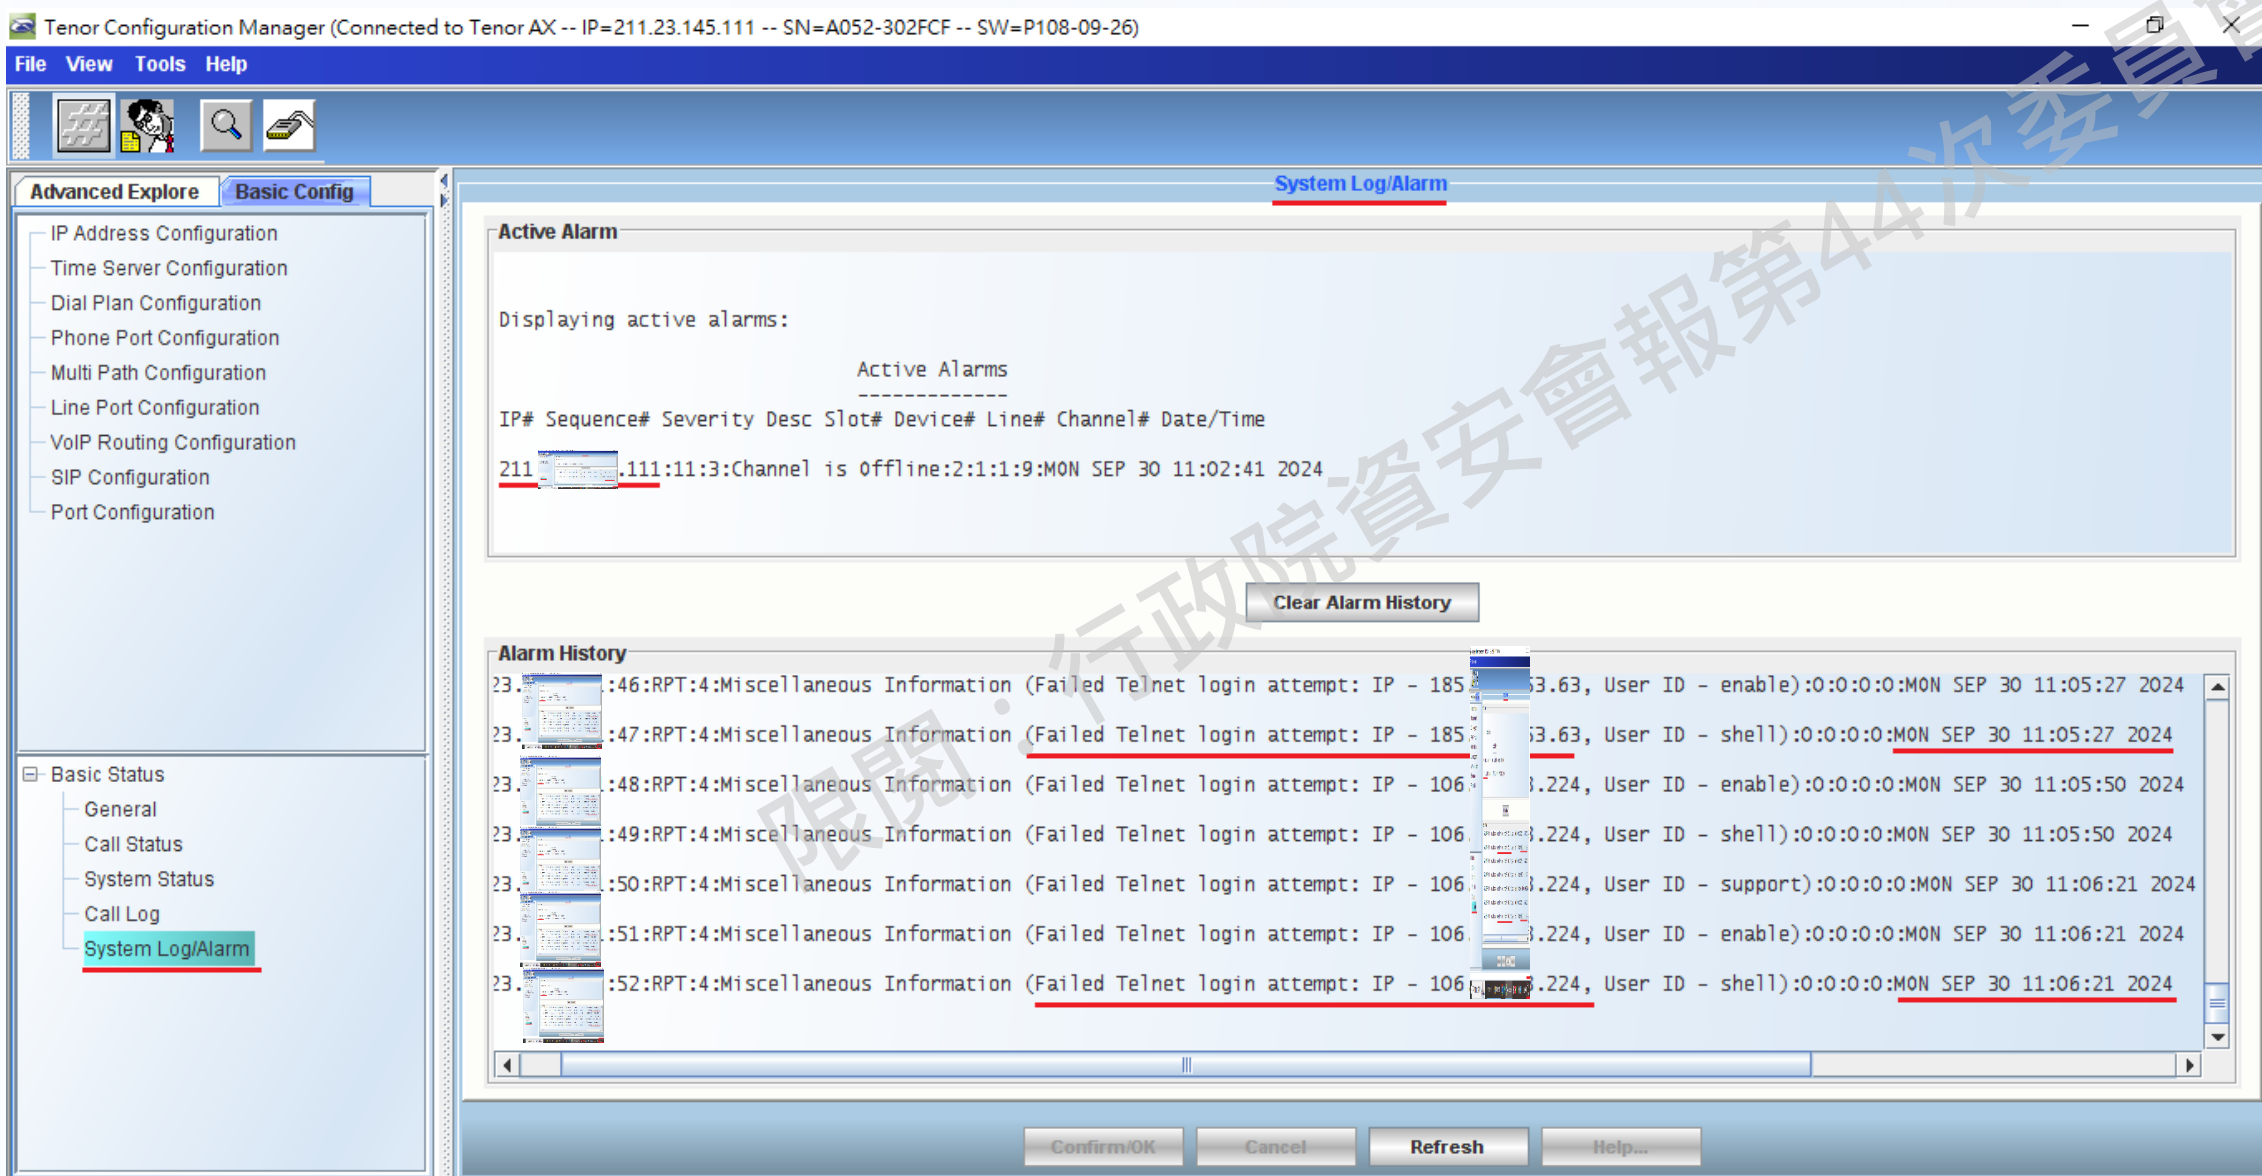 Tenor Configuration Manager (Connected to Tenor AX -- IP=211.23.145.111 -- SN=A052-302FCF -- SW=P108-09-26)
File View Tools Help
Advanced Explore Basic Config
IP Address Configuration
Time Server Configuration
Dial Plan Configuration
Phone Port Configuration
Multi Path Configuration
Line Port Configuration
VoIP Routing Configuration
SIP Configuration
Port Configuration
Basic Status
General
Call Status
System Status
Call Log
System Log/Alarm
System Log/Alarm
Active Alarm
Displaying active alarms:
Active Alarms
-------------
IP# Sequence# Severity Desc Slot# Device# Line# Channel# Date/Time
211 .111:11:3:Channel is Offline:2:1:1:9:MON SEP 30 11:02:41 2024
Clear Alarm History
Alarm History
23. :46:RPT:4:Miscellaneous Information (Failed Telnet login attempt: IP - 185. 3.63, User ID - enable):0:0:0:0:MON SEP 30 11:05:27 2024
23. :47:RPT:4:Miscellaneous Information (Failed Telnet login attempt: IP - 185 3.63, User ID - shell):0:0:0:0:MON SEP 30 11:05:27 2024
23. :48:RPT:4:Miscellaneous Information (Failed Telnet login attempt: IP - 106. .224, User ID - enable):0:0:0:0:MON SEP 30 11:05:50 2024
23. :49:RPT:4:Miscellaneous Information (Failed Telnet login attempt: IP - 106. .224, User ID - shell):0:0:0:0:MON SEP 30 11:05:50 2024
23. :50:RPT:4:Miscellaneous Information (Failed Telnet login attempt: IP - 106. .224, User ID - support):0:0:0:0:MON SEP 30 11:06:21 2024
23. :51:RPT:4:Miscellaneous Information (Failed Telnet login attempt: IP - 106. .224, User ID - enable):0:0:0:0:MON SEP 30 11:06:21 2024
23. :52:RPT:4:Miscellaneous Information (Failed Telnet login attempt: IP - 106 .224, User ID - shell):0:0:0:0:MON SEP 30 11:06:21 2024
Confirm/OK Cancel Refresh Help...
限閱：行政院資安會報第44次委員會